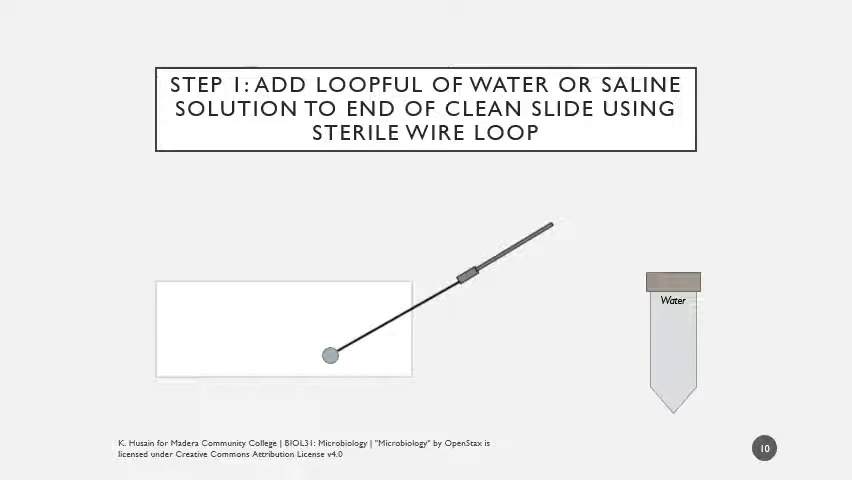 STEP 1: ADD LOOPFUL OF WATER OR SALINE
SOLUTION TO END OF CLEAN SLIDE USING
STERILE WIRE LOOP
Water
K. Husain for Madera Community College | BIOL31: Microbiology | "Microbiology" by OpenStax is
licensed under Creative Commons Attribution License v4.0
10